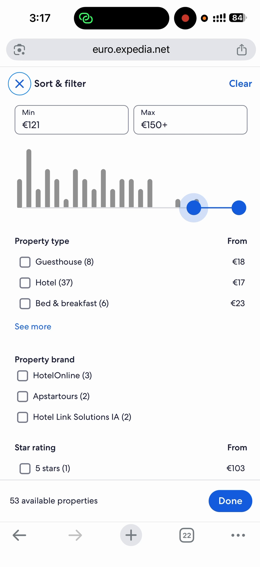 3:17
84
euro.expedia.net
Sort & filter
Clear
Min
€121
Max
€150+
Property type
From
Guesthouse (8)
€18
Hotel (37)
€17
Bed & breakfast (6)
€23
See more
Property brand
HotelOnline (3)
Apstartours (2)
Hotel Link Solutions IA (2)
Star rating
From
5 stars (1)
€103
53 available properties
Done
22